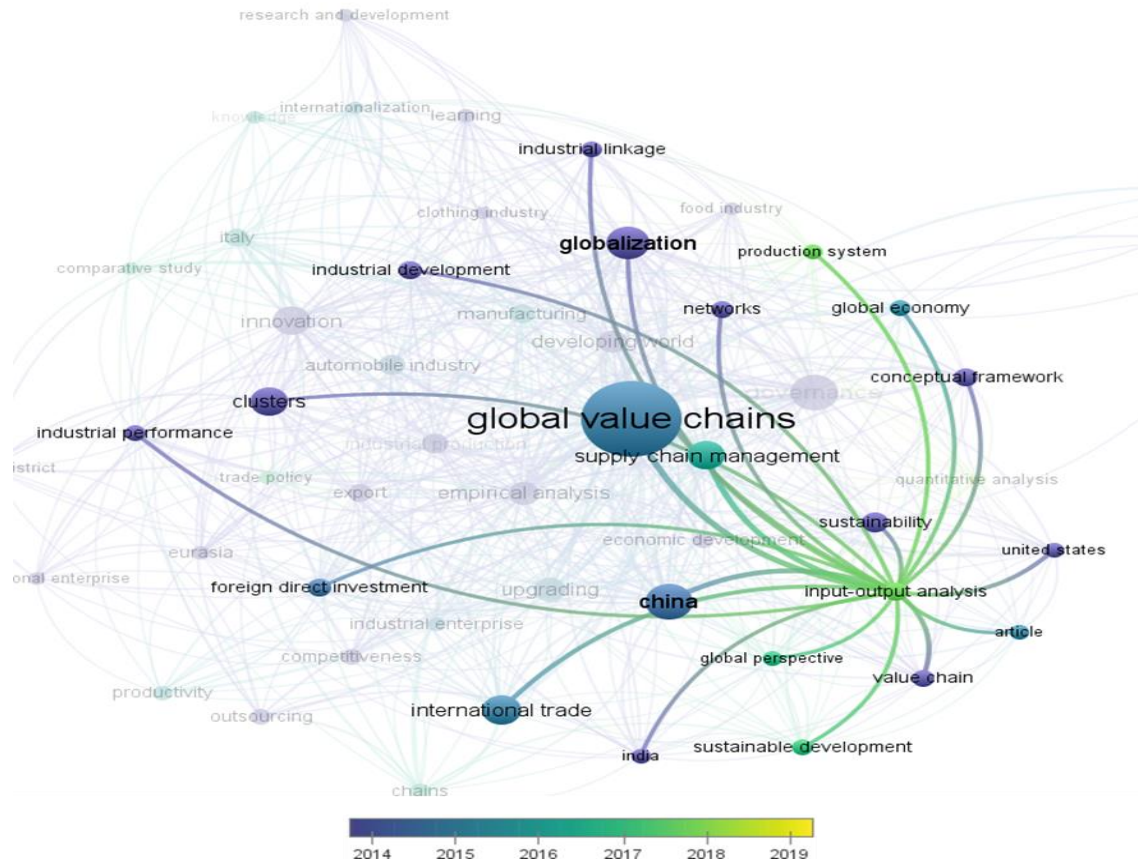 research and development
knowledge
internationalization
learning
industrial linkage
clothing industry
food industry
italy
globalization
production system
comparative study
industrial development
global economy
networks
innovation
manufacturing
developing world
automobile industry
conceptual framework
clusters
governance
global value chains
industrial performance
industrial production
supply chain management
istrict
trade policy
quantitative analysis
export
empirical analysis
sustainability
eurasia
economic development
united states
onal enterprise
foreign direct investment
upgrading
input-output analysis
china
industrial enterprise
article
competitiveness
global perspective
value chain
productivity
outsourcing
international trade
sustainable development
india
chains
2014 2015 2016 2017 2018 2019